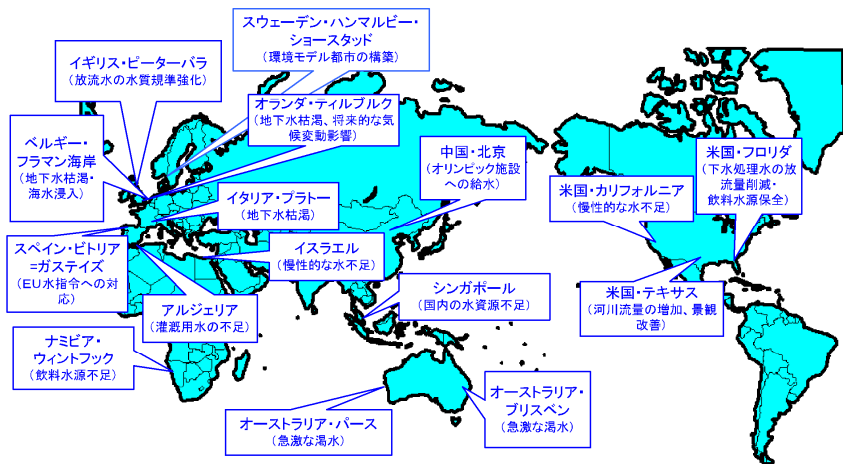 スウェーデン・ハンマルビー・
ショースタッド
(環境モデル都市の構築)
イギリス・ピーターバラ
(放流水の水質規準強化)
オランダ・ティルブルク
(地下水枯渇、将来的な気
候変動影響)
ベルギー・
フラマン海岸
(地下水枯渇・
海水浸入)
中国・北京
(オリンピック施設
への給水)
米国・フロリダ
(下水処理水の放
流量削減・
飲料水源保全)
米国・カリフォルニア
(慢性的な水不足)
イタリア・プラトー
(地下水枯渇)
スペイン・ビトリア
=ガステイズ
(EU水指令への対
応)
イスラエル
(慢性的な水不足)
シンガポール
(国内の水資源不足)
米国・テキサス
(河川流量の増加、景観
改善)
アルジェリア
(灌漑用水の不足)
ナミビア・
ウィントフック
(飲料水源不足)
オーストラリア・
ブリスベン
(急激な渇水)
オーストラリア・パース
(急激な渇水)